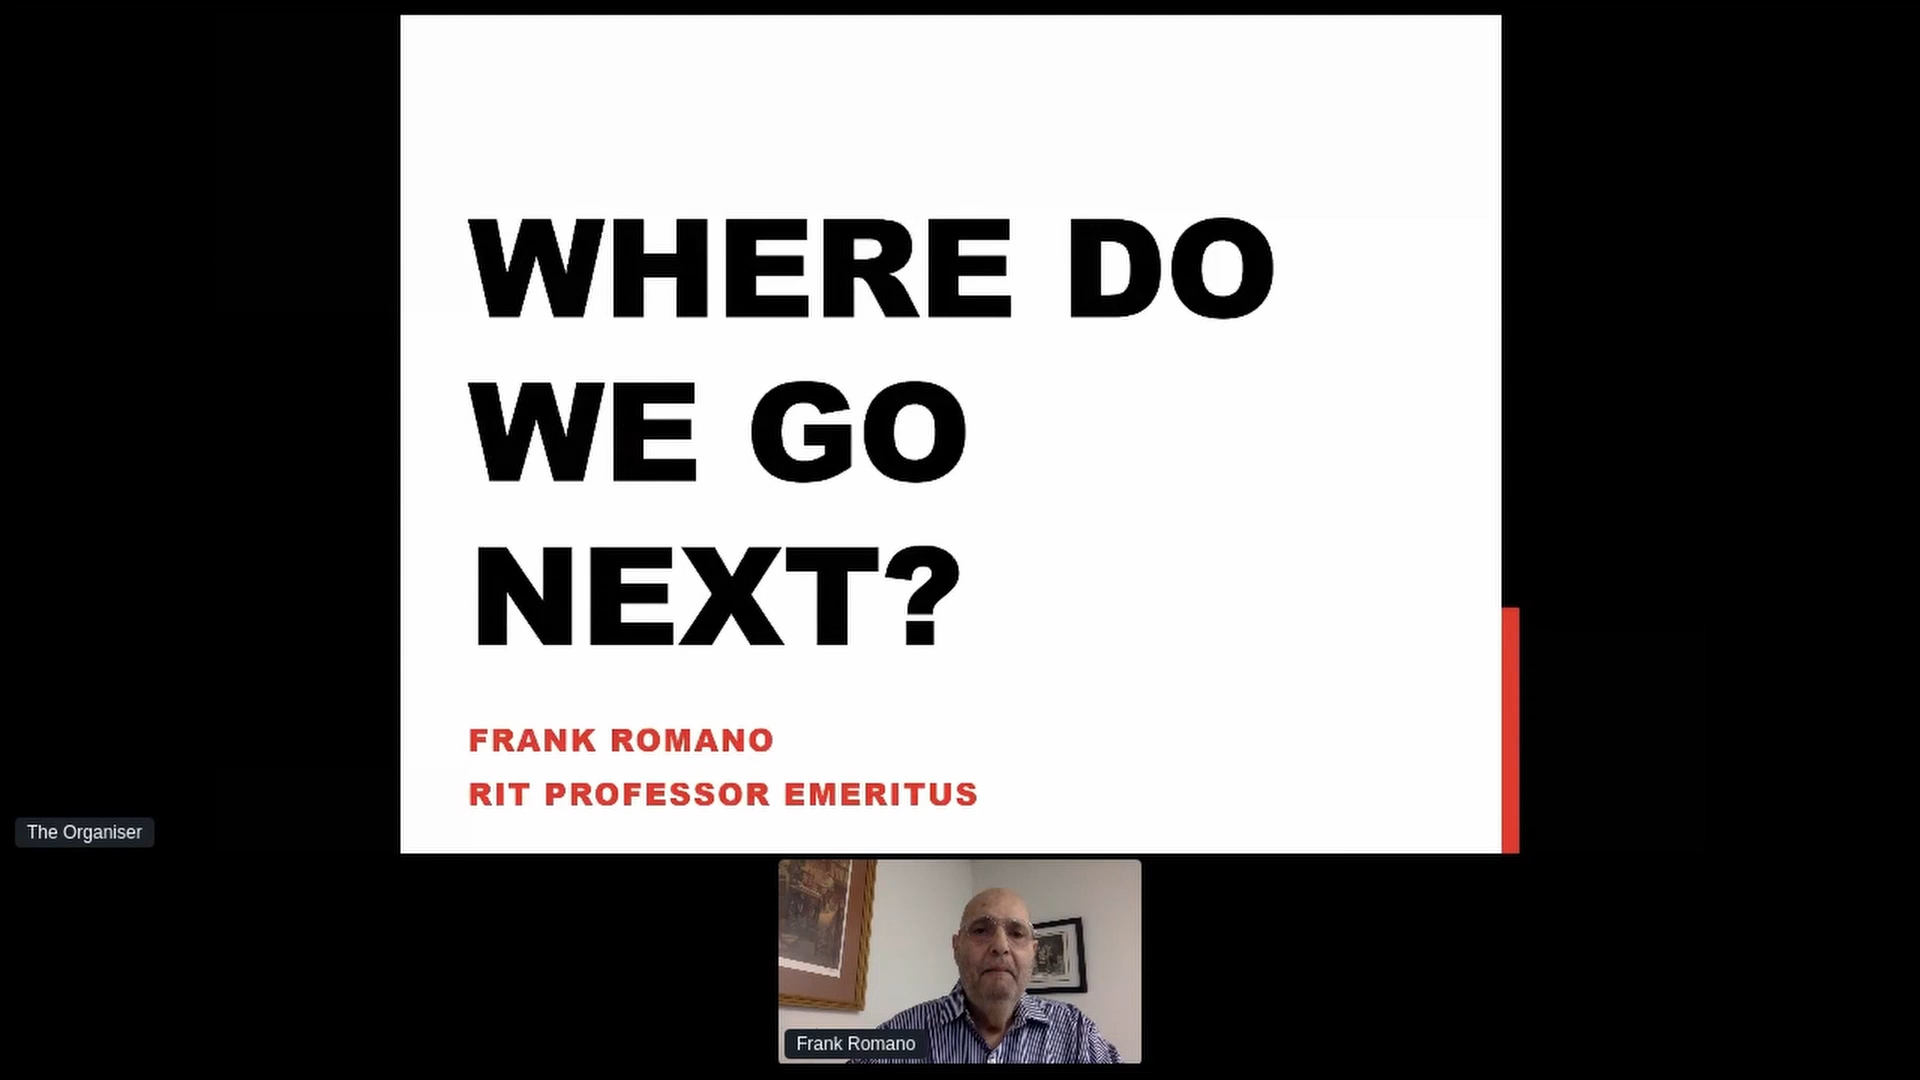 WHERE DO
WE GO
NEXT?
FRANK ROMANO
RIT PROFESSOR EMERITUS
The Organiser
Frank Romano